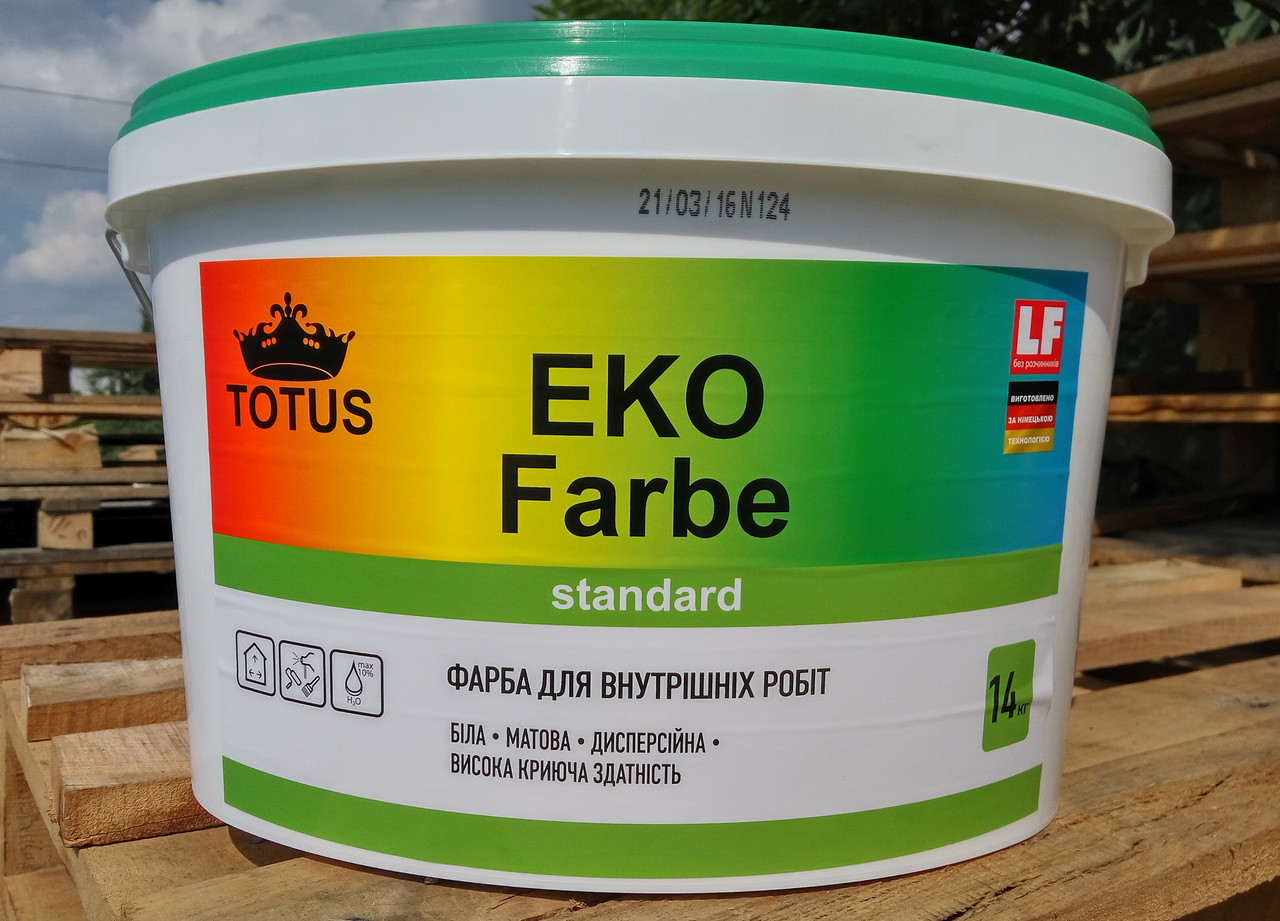 21/03/16 N124
TOTUS
EKO
Farbe
standard
LF
без розчинників
ВИГОТОВЛЕНО
ЗА НІМЕЦЬКОЮ
ТЕХНОЛОГІЄЮ
max
10%
H₂O
ФАРБА ДЛЯ ВНУТРІШНІХ РОБІТ
БІЛА • МАТОВА • ДИСПЕРСІЙНА •
ВИСОКА КРИЮЧА ЗДАТНІСТЬ
14 кг